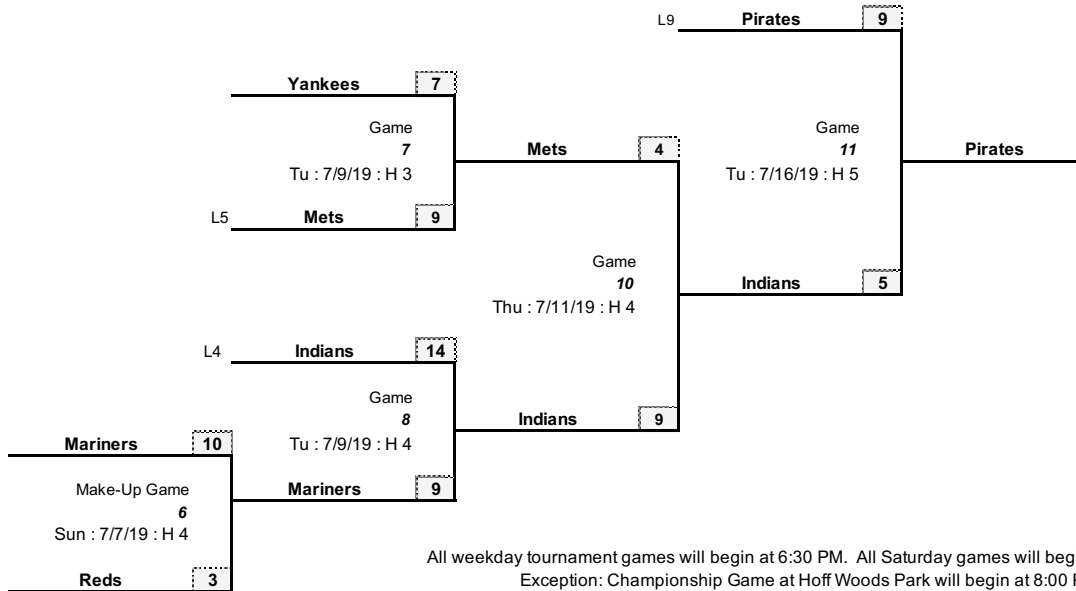 L9 Pirates 9
Yankees 7
Game
7
Tu : 7/9/19 : H 3
Mets 4
Game
11
Tu : 7/16/19 : H 5
Pirates
L5 Mets 9
Game
10
Thu : 7/11/19 : H 4
Indians 5
L4 Indians 14
Game
8
Tu : 7/9/19 : H 4
Indians 9
Mariners 10
Make-Up Game
6
Sun : 7/7/19 : H 4
Mariners 9
Reds 3
All weekday tournament games will begin at 6:30 PM. All Saturday games will beg
Exception: Championship Game at Hoff Woods Park will begin at 8:00